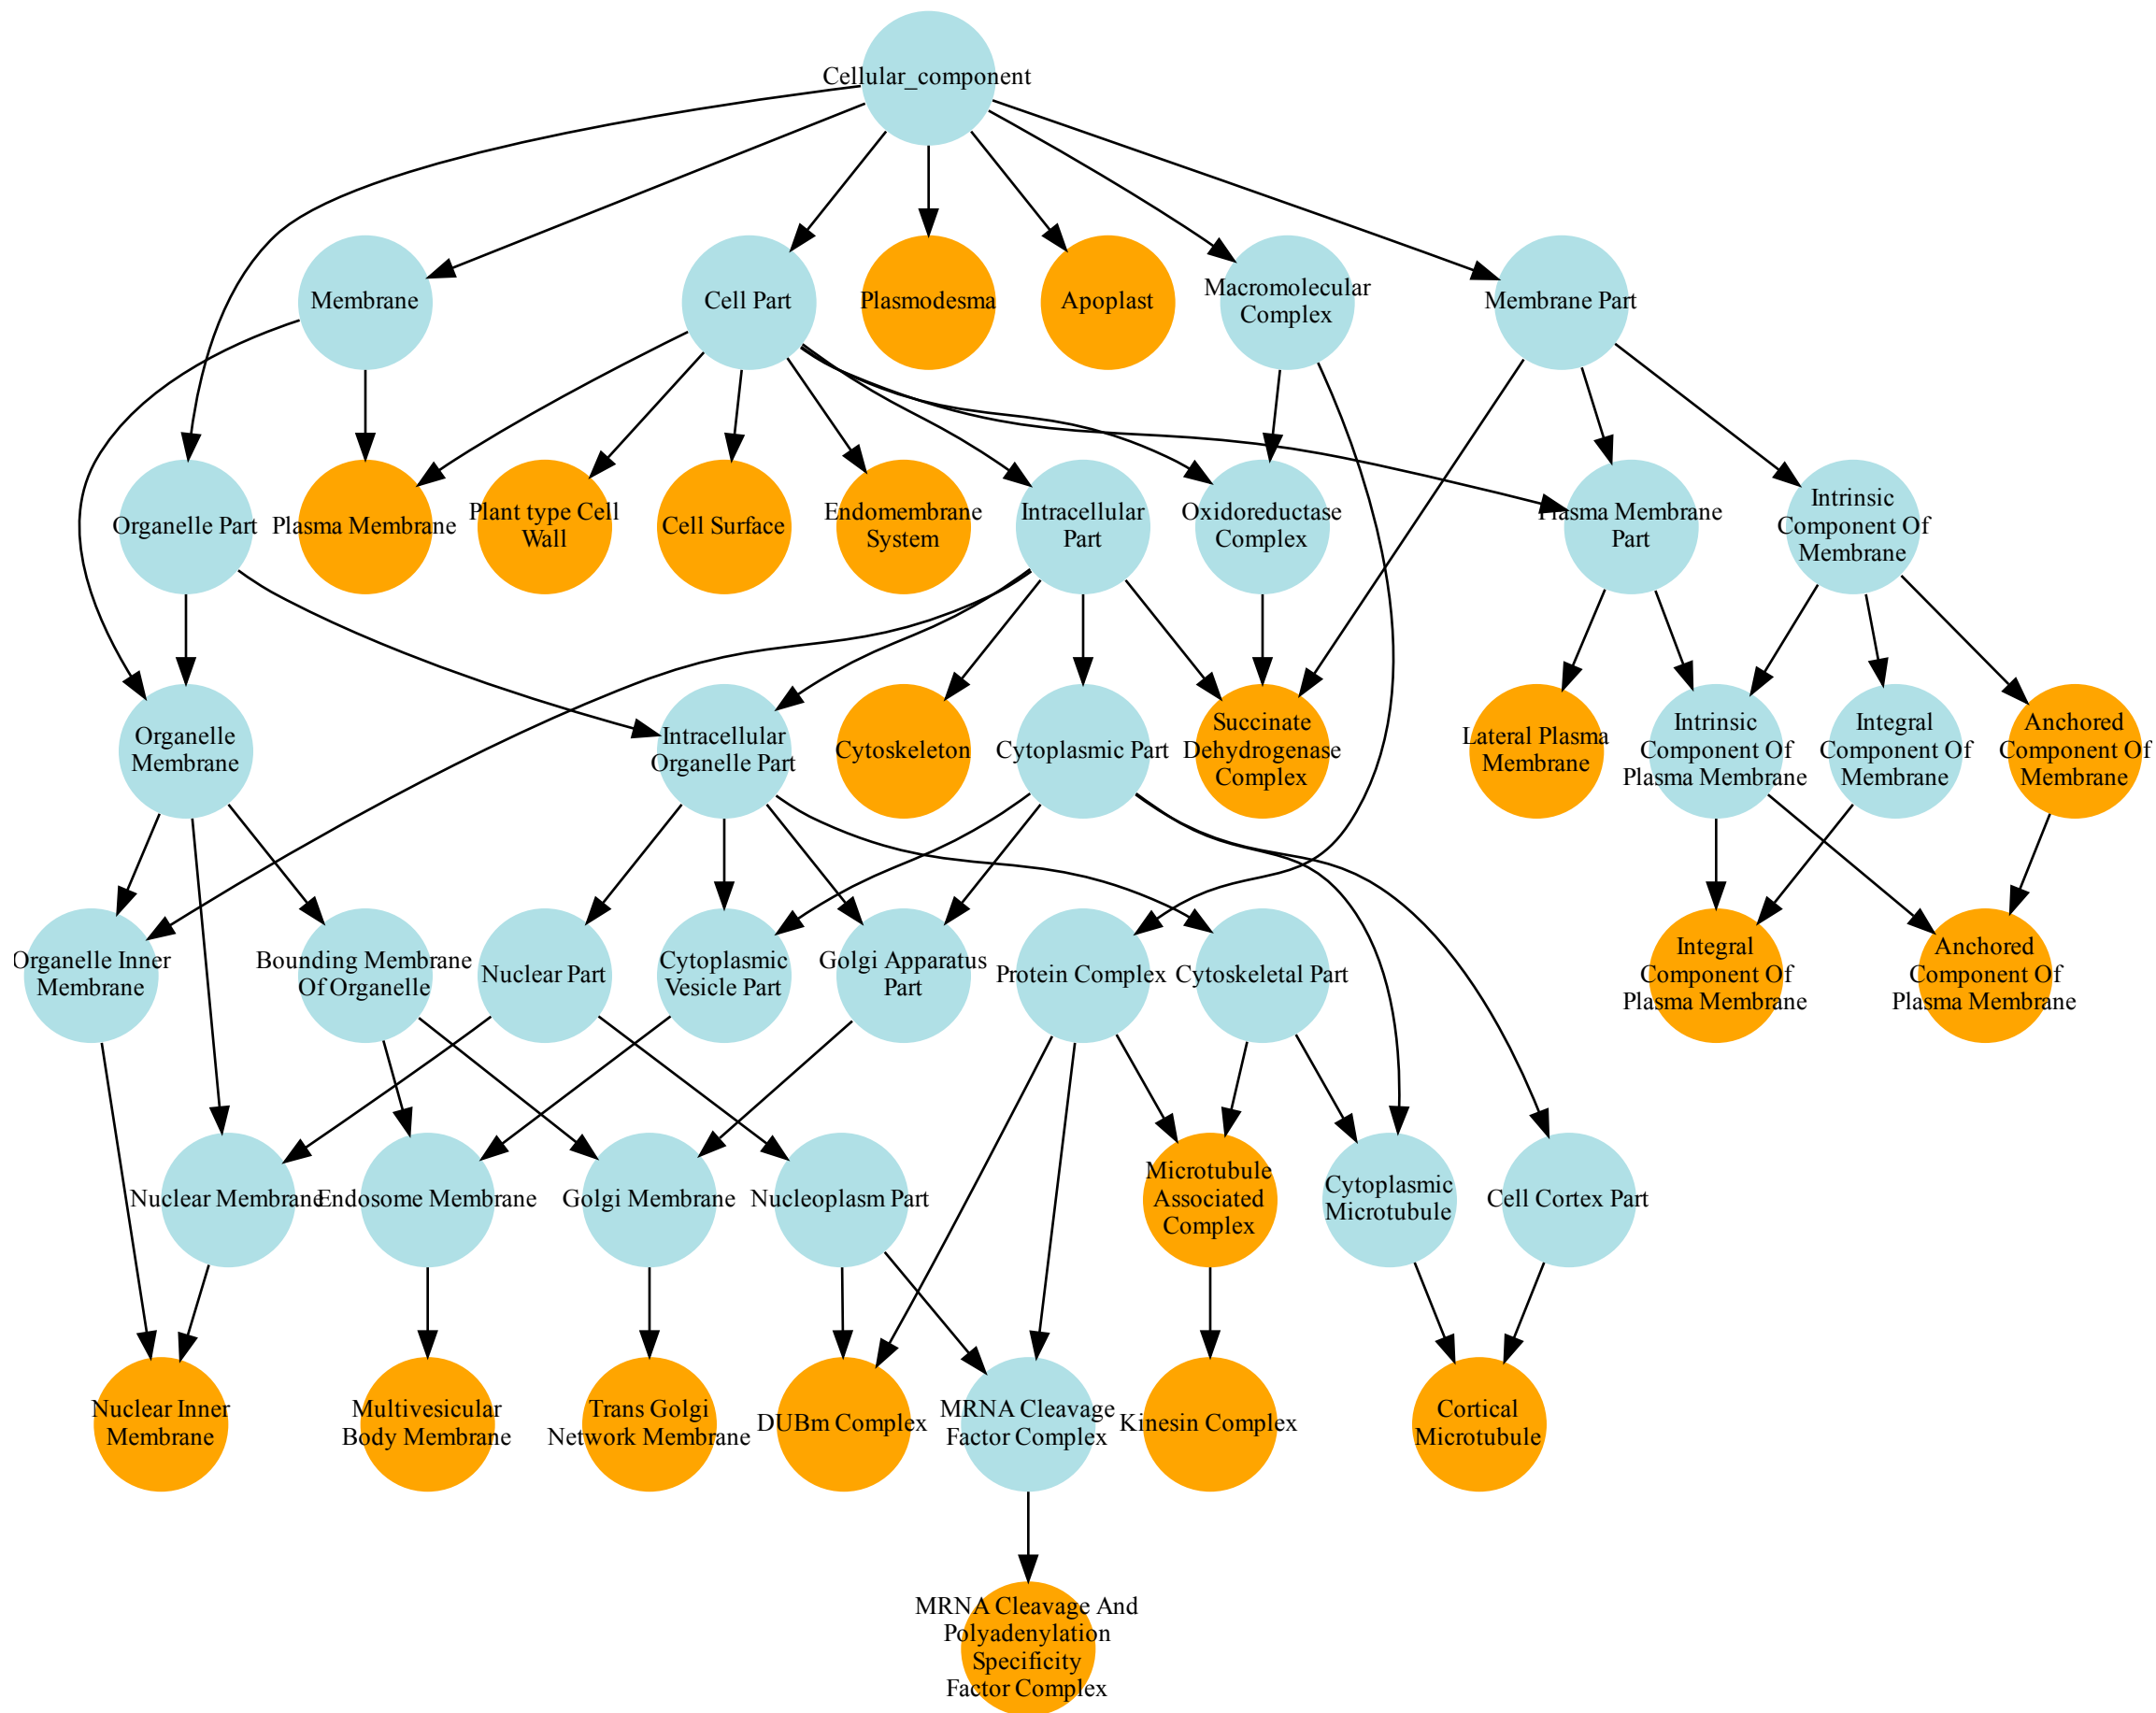 Cellular_component
Membrane
Cell Part
Plasmodesma
Apoplast
Macromolecular
Complex
Membrane Part
Organelle Part
Plasma Membrane
Plant type Cell
Wall
Cell Surface
Endomembrane
System
Intracellular
Part
Oxidoreductase
Complex
Plasma Membrane
Part
Intrinsic
Component Of
Membrane
Organelle
Membrane
Intracellular
Organelle Part
Cytoskeleton
Cytoplasmic Part
Succinate
Dehydrogenase
Complex
Lateral Plasma
Membrane
Intrinsic
Component Of
Plasma Membrane
Integral
Component Of
Membrane
Anchored
Component Of
Membrane
Organelle Inner
Membrane
Bounding Membrane
Of Organelle
Nuclear Part
Cytoplasmic
Vesicle Part
Golgi Apparatus
Part
Protein Complex
Cytoskeletal Part
Integral
Component Of
Plasma Membrane
Anchored
Component Of
Plasma Membrane
Nuclear Membrane
Endosome Membrane
Golgi Membrane
Nucleoplasm Part
Microtubule
Associated
Complex
Cytoplasmic
Microtubule
Cell Cortex Part
Nuclear Inner
Membrane
Multivesicular
Body Membrane
Trans Golgi
Network Membrane
DUBm Complex
MRNA Cleavage
Factor Complex
Kinesin Complex
Cortical
Microtubule
MRNA Cleavage And
Polyadenylation
Specificity
Factor Complex